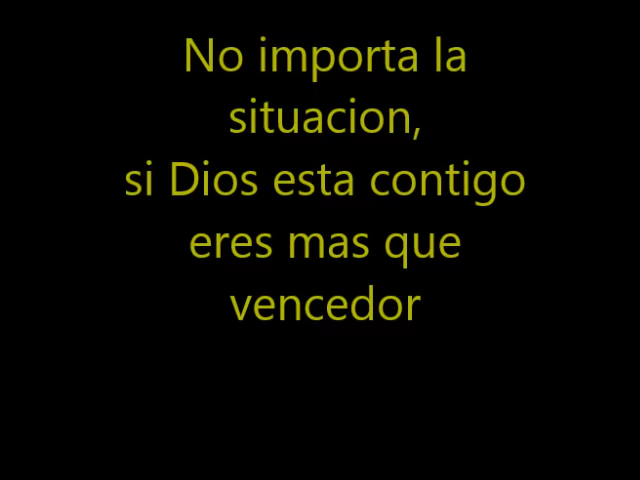 No importa la
situacion,
si Dios esta contigo
eres mas que
vencedor